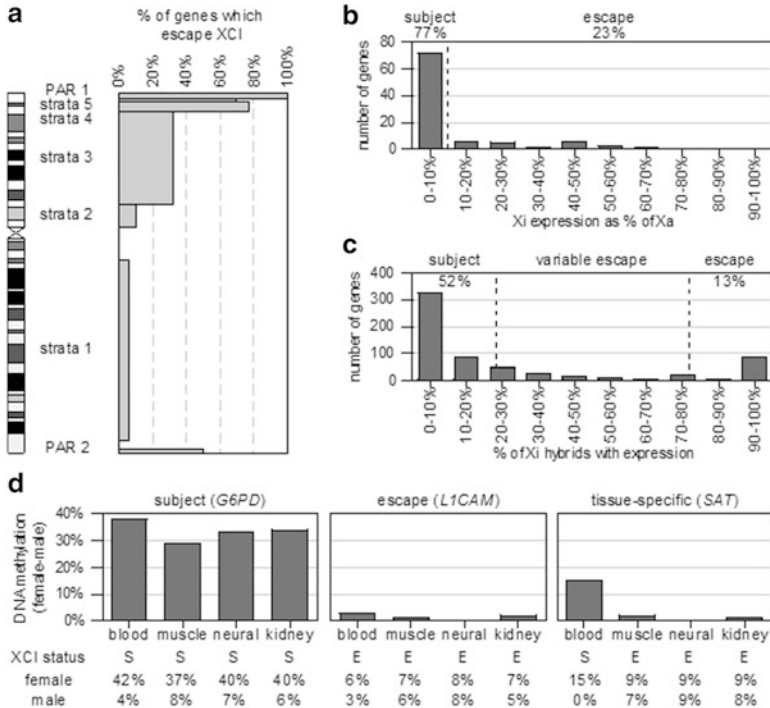 a
% of genes which
escape XCI
0% 20% 40% 60% 80% 100%
PAR 1
strata 5
strata 4
strata 3
strata 2
strata 1
PAR 2
b
subject escape
77% 23%
number of genes
80
60
40
20
0
0-10% 10-20% 20-30% 30-40% 40-50% 50-60% 60-70% 70-80% 80-90% 90-100%
Xi expression as % of Xa
c
subject variable escape escape
52% 13%
number of genes
400
300
200
100
0
0-10% 10-20% 20-30% 30-40% 40-50% 50-60% 60-70% 70-80% 80-90% 90-100%
% of Xi hybrids with expression
d
subject (G6PD) escape (L1CAM) tissue-specific (SAT)
DNA methylation
(female-male)
40%
30%
20%
10%
0%
blood muscle neural kidney blood muscle neural kidney blood muscle neural kidney
XCI status S S S S E E E E S E E E
female 42% 37% 40% 40% 6% 7% 8% 7% 15% 9% 9% 9%
male 4% 8% 7% 6% 3% 6% 8% 5% 0% 7% 9% 8%